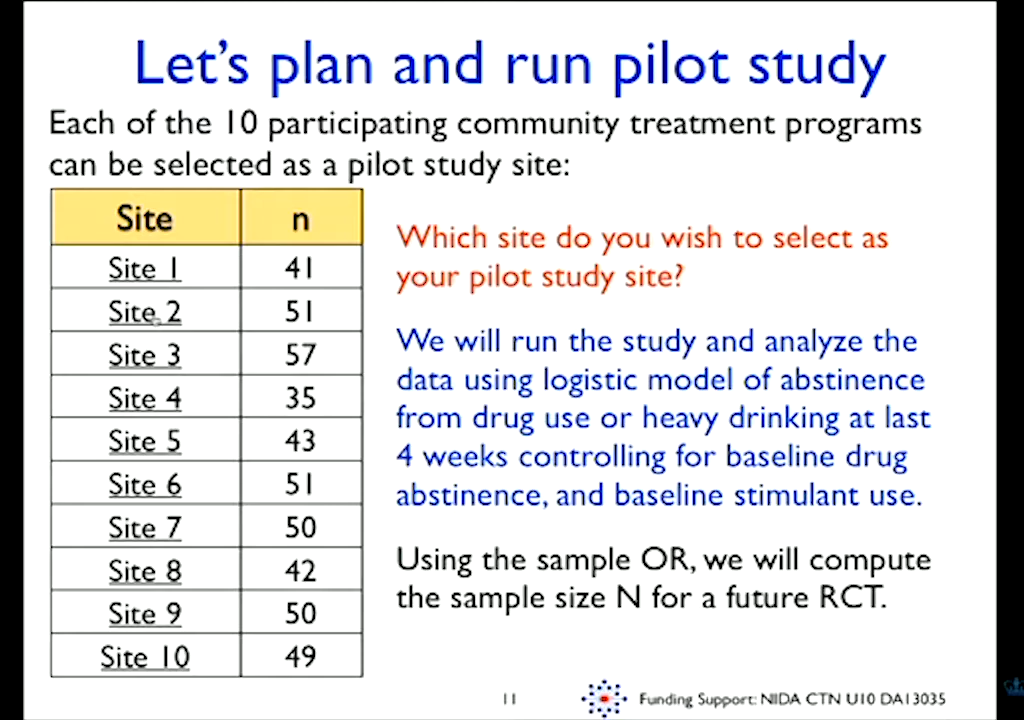 Let's plan and run pilot study
Each of the 10 participating community treatment programs
can be selected as a pilot study site:
Site n
Site 1 41
Site 2 51
Site 3 57
Site 4 35
Site 5 43
Site 6 51
Site 7 50
Site 8 42
Site 9 50
Site 10 49
Which site do you wish to select as
your pilot study site?
We will run the study and analyze the
data using logistic model of abstinence
from drug use or heavy drinking at last
4 weeks controlling for baseline drug
abstinence, and baseline stimulant use.
Using the sample OR, we will compute
the sample size N for a future RCT.
11
Funding Support: NIDA CTN U10 DA13035